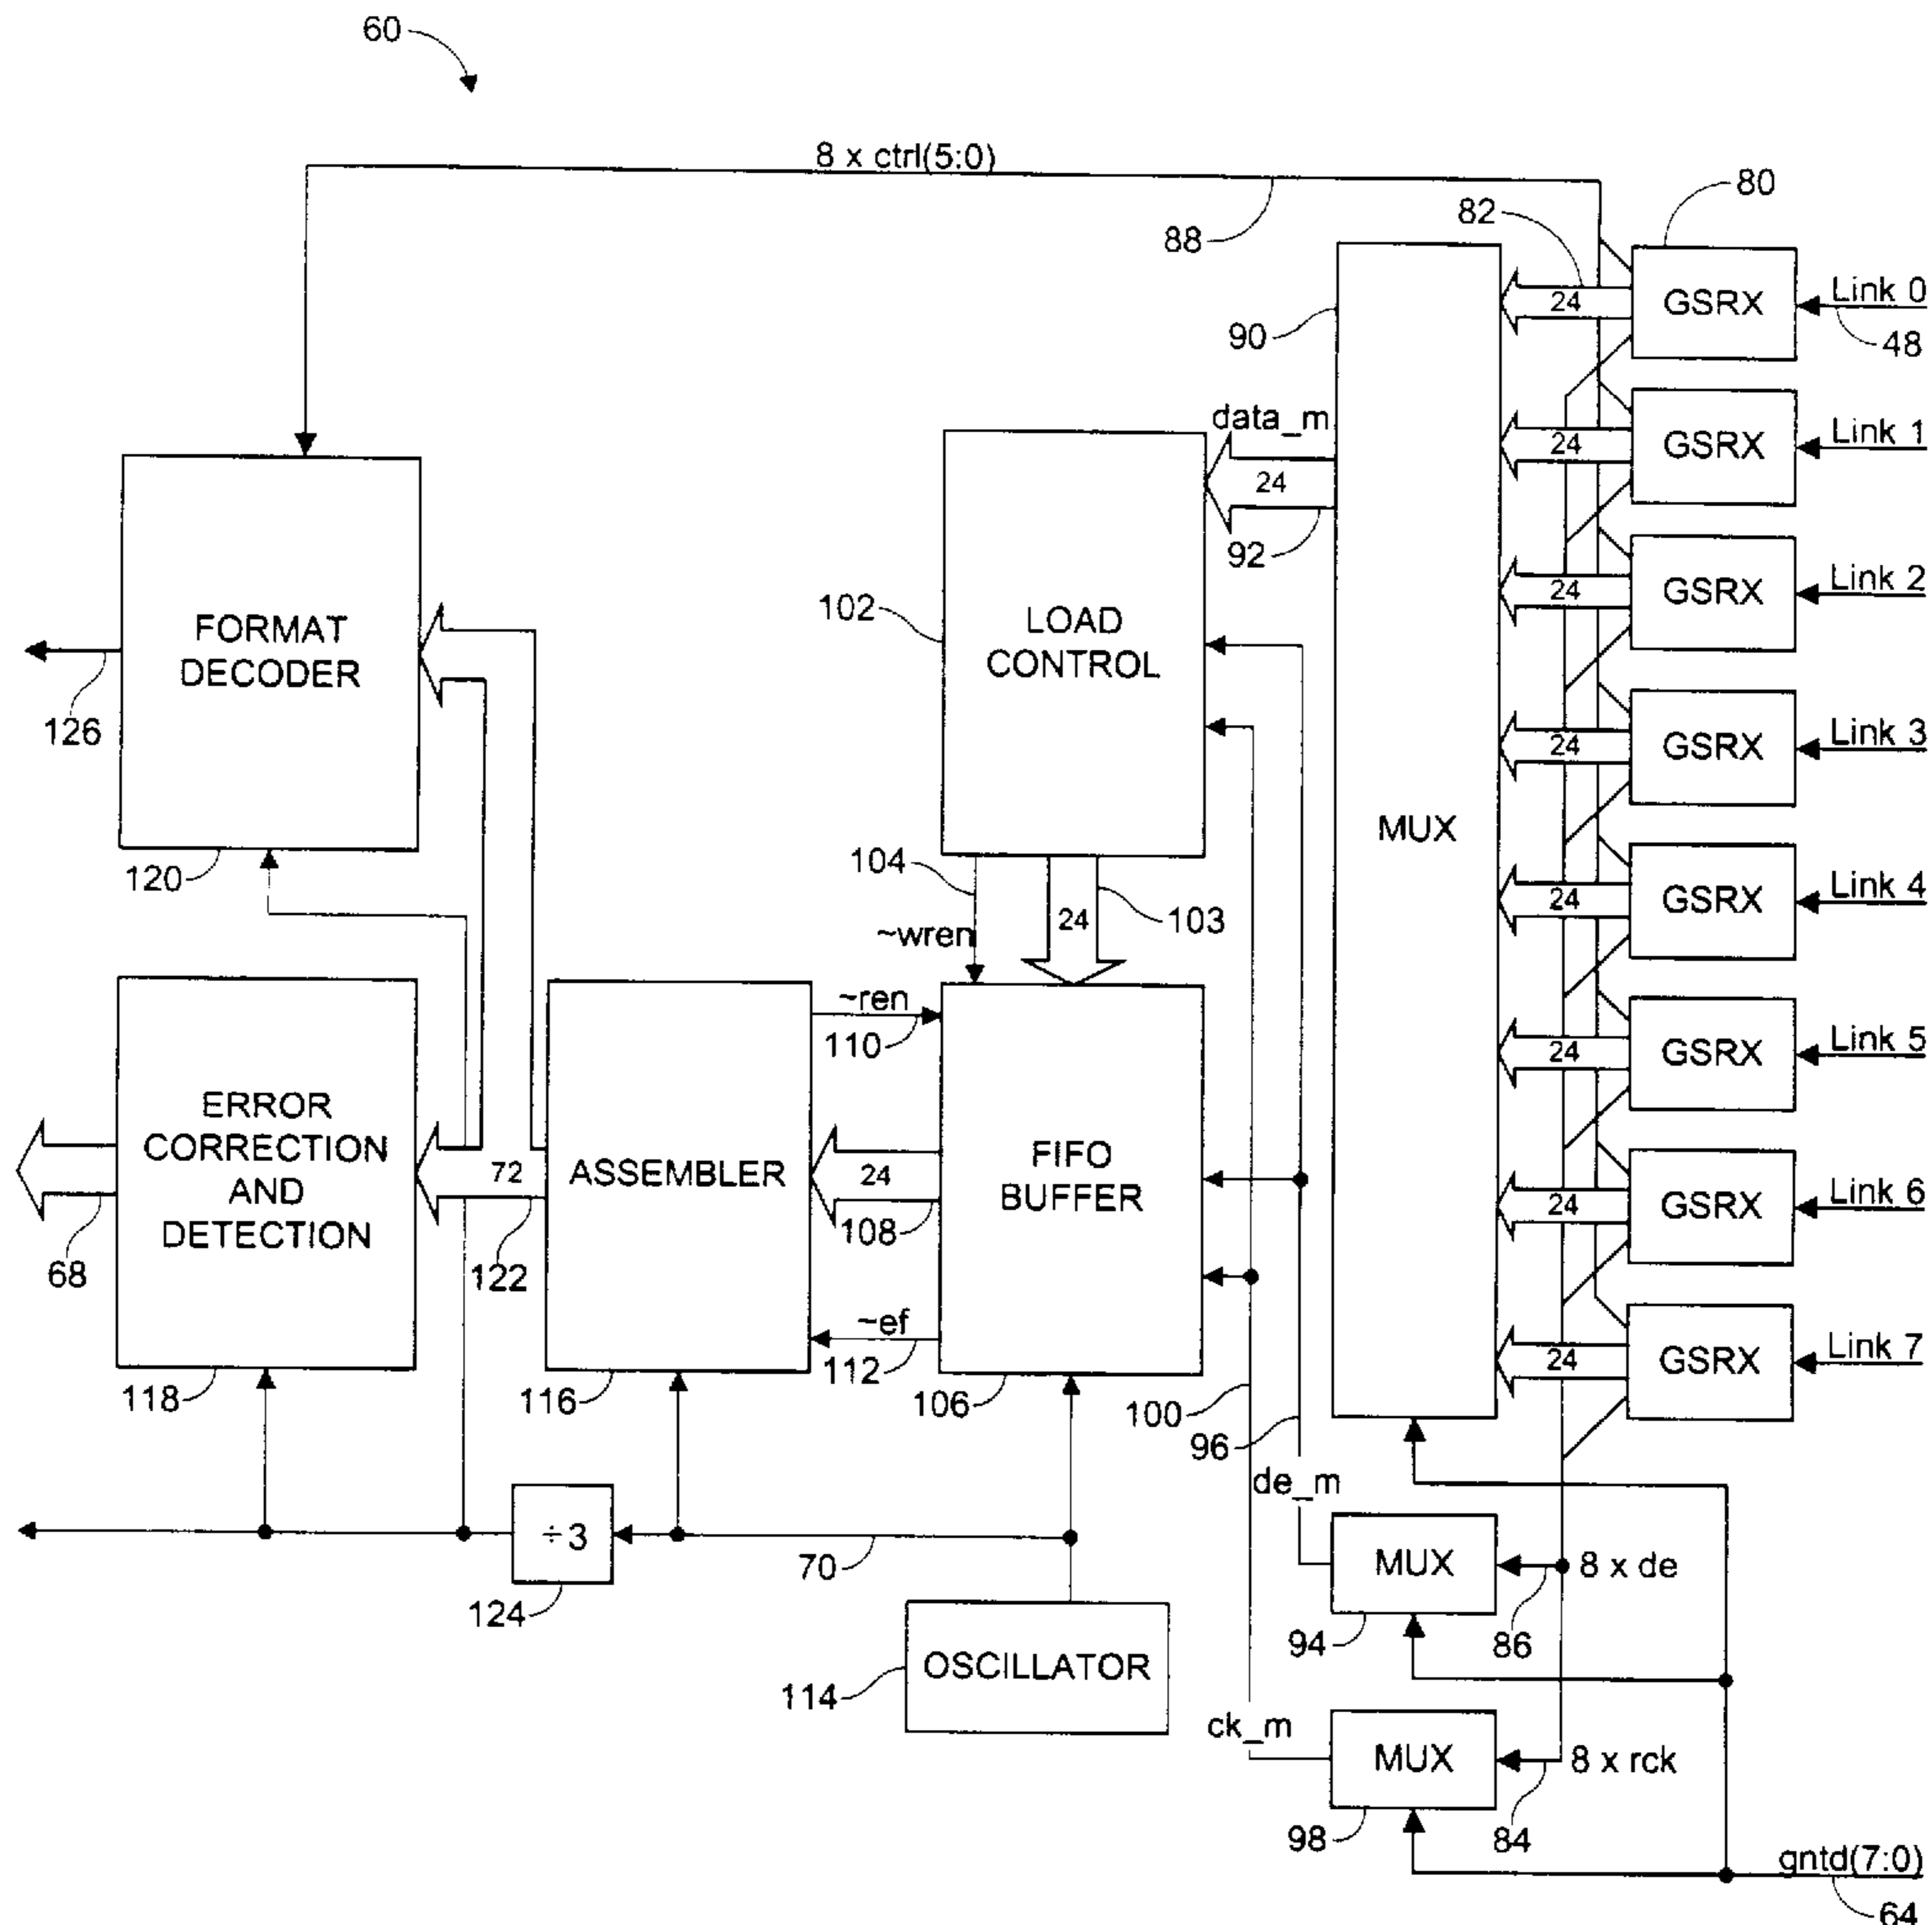 60
8 x ctrl(5:0)
88
82
80
GSRX
Link 0
48
24
90
GSRX
Link 1
24
data_m
24
92
GSRX
Link 2
24
102
LOAD
CONTROL
FORMAT
DECODER
126
120
GSRX
Link 3
24
MUX
104
~wren
24
103
GSRX
Link 4
24
~ren
110
GSRX
Link 5
24
ERROR
CORRECTION
AND
DETECTION
68
118
72
122
ASSEMBLER
116
24
108
FIFO
BUFFER
106
~ef
112
GSRX
Link 6
24
GSRX
Link 7
24
100
96
de_m
÷3
124
70
MUX
94
86
8 x de
OSCILLATOR
114
ck_m
MUX
98
84
8 x rck
gntd(7:0)
64